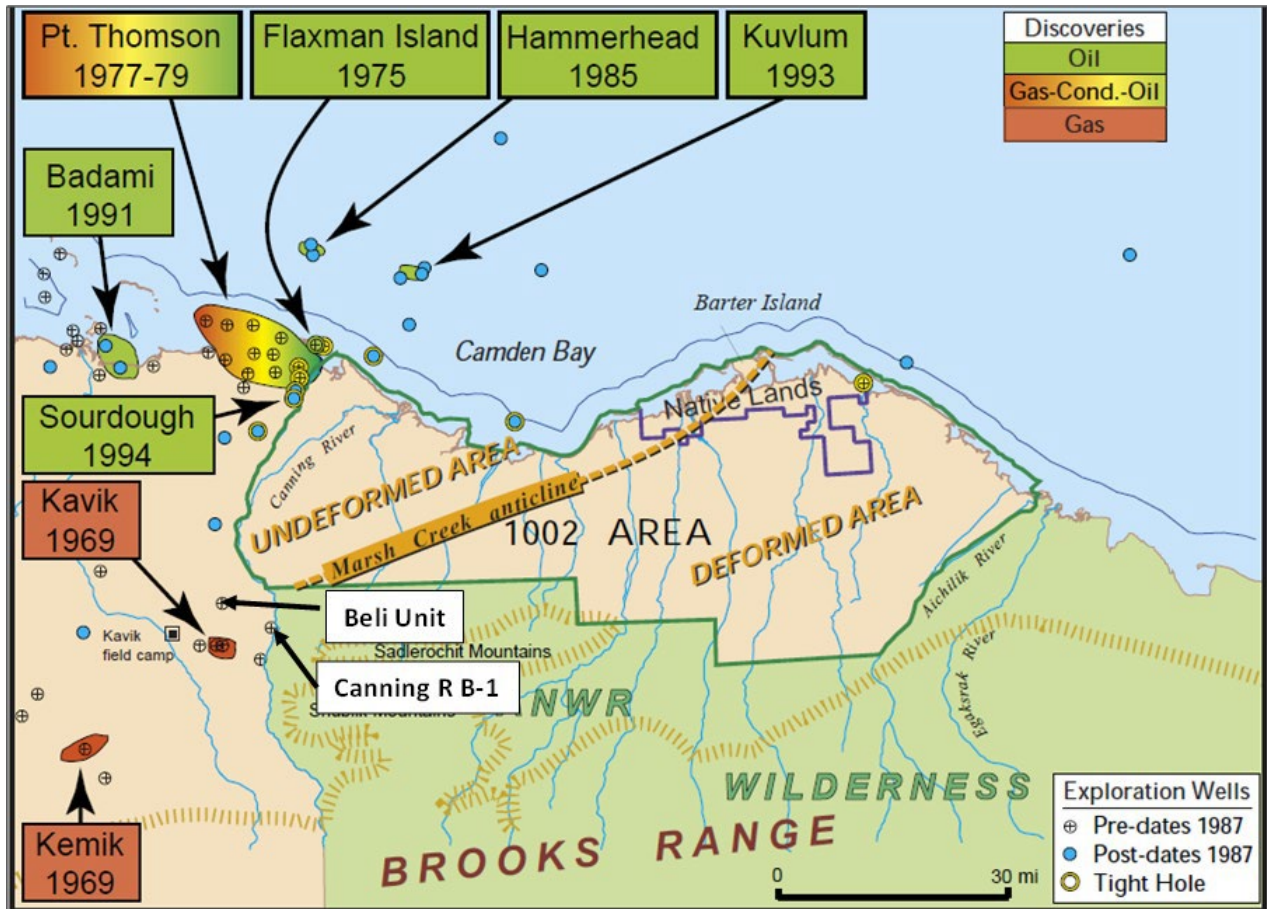 Pt. Thomson
1977-79
Flaxman Island
1975
Hammerhead
1985
Kuvlum
1993
Discoveries
Oil
Gas-Cond.-Oil
Gas
Badami
1991
Barter Island
Camden Bay
Native Lands
Sourdough
1994
Canning River
UNDEFORMED AREA
Marsh Creek anticline
1002 AREA
DEFORMED AREA
Kavik
1969
Aichilik River
Beli Unit
Kavik
field camp
Sadlerochit Mountains
Canning R B-1
Mountains
NWR
Egaksrak River
WILDERNESS
BROOKS RANGE
Kemik
1969
Exploration Wells
Pre-dates 1987
Post-dates 1987
Tight Hole
0 30 mi